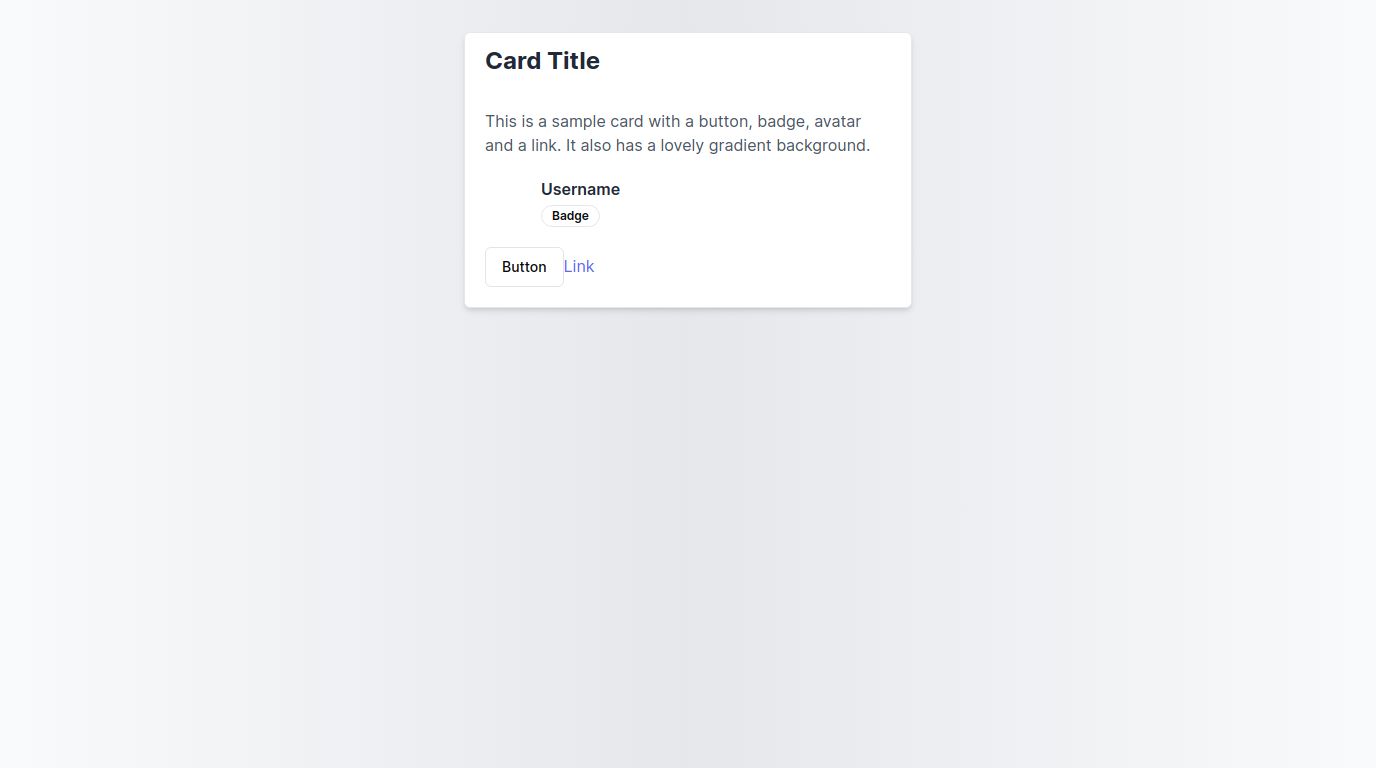 Card Title
This is a sample card with a button, badge, avatar
and a link. It also has a lovely gradient background.
Username
Badge
Button Link